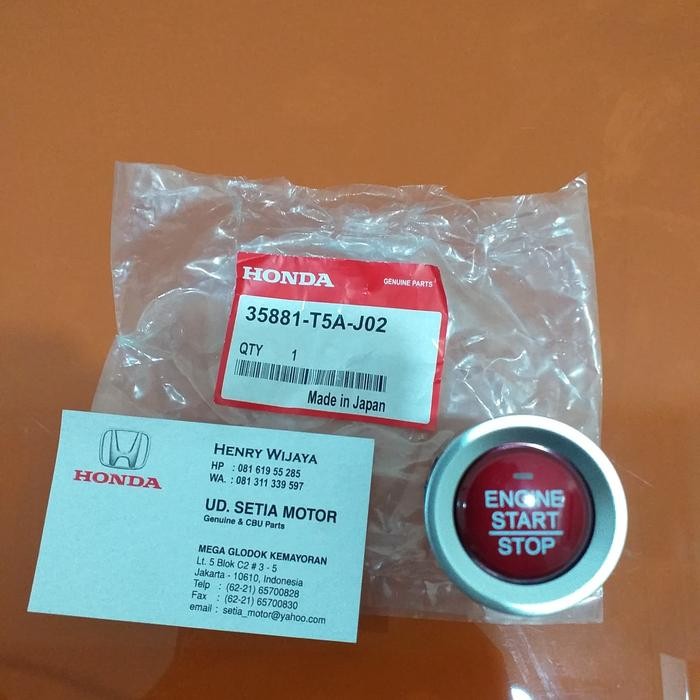 HONDA GENUINE PARTS
35881-T5A-J02
QTY 1
Made in Japan
HONDA
HENRY WIJAYA
HP : 081 619 55 285
WA. : 081 311 339 597
UD. SETIA MOTOR
Genuine & CBU Parts
MEGA GLODOK KEMAYORAN
Lt. 5 Blok C2 # 3 - 5
Jakarta - 10610, Indonesia
Telp : (62-21) 65700828
Fax : (62-21) 65700830
email : setia_motor@yahoo.com
ENGINE
START
STOP